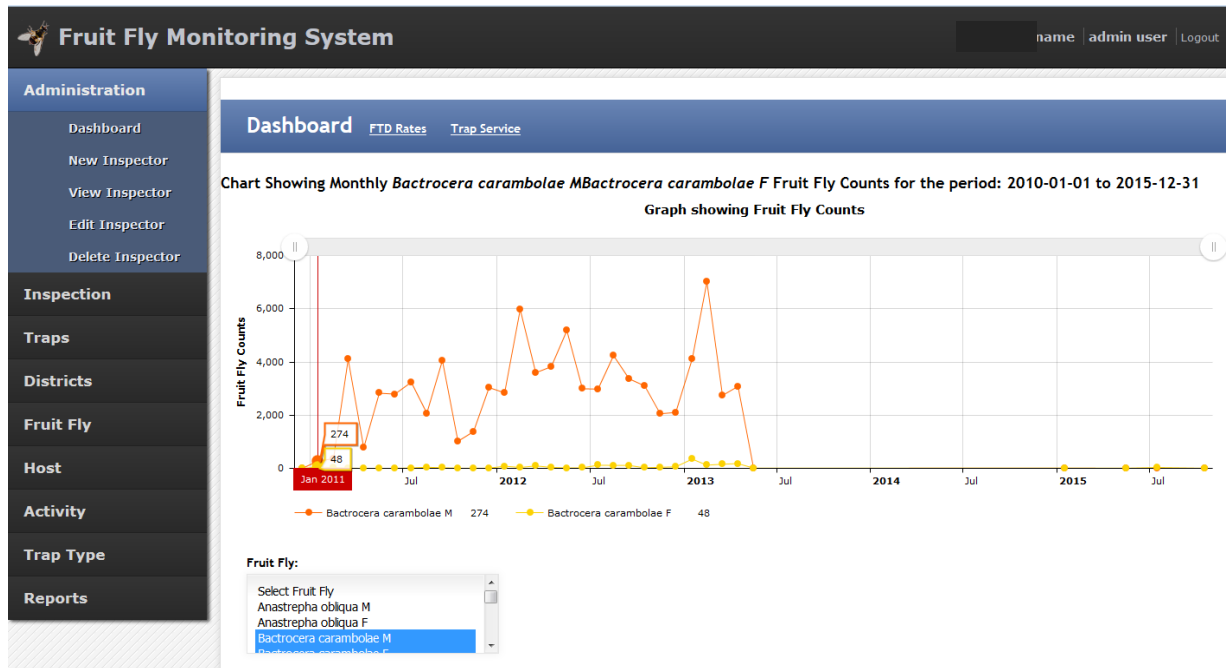 Fruit Fly Monitoring System
name admin user Logout
Administration
Dashboard
New Inspector
View Inspector
Edit Inspector
Delete Inspector
Inspection
Traps
Districts
Fruit Fly
Host
Activity
Trap Type
Reports
Dashboard FTD Rates Trap Service
Chart Showing Monthly Bactrocera carambolae MBactrocera carambolae F Fruit Fly Counts for the period: 2010-01-01 to 2015-12-31
Graph showing Fruit Fly Counts
Fruit Fly Counts
8,000
6,000
4,000
2,000
0
274
48
Jan 2011 Jul 2012 Jul 2013 Jul 2014 Jul 2015 Jul
Bactrocera carambolae M 274 Bactrocera carambolae F 48
Fruit Fly:
Select Fruit Fly
Anastrepha obliqua M
Anastrepha obliqua F
Bactrocera carambolae M
Bactrocera carambolae F